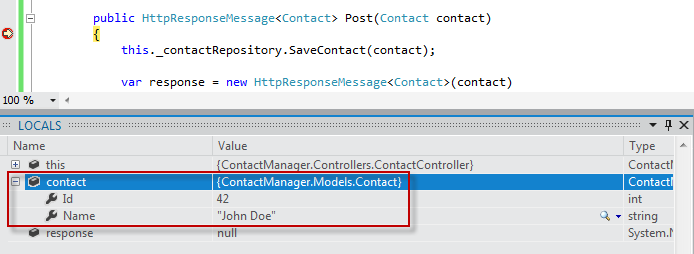 public HttpResponseMessage<Contact> Post(Contact contact)
{
this._contactRepository.SaveContact(contact);
var response = new HttpResponseMessage<Contact>(contact)
100 %
LOCALS
Name Value Type
this {ContactManager.Controllers.ContactController} ContactM
contact {ContactManager.Models.Contact} ContactM
Id 42 int
Name "John Doe" string
response null System.N